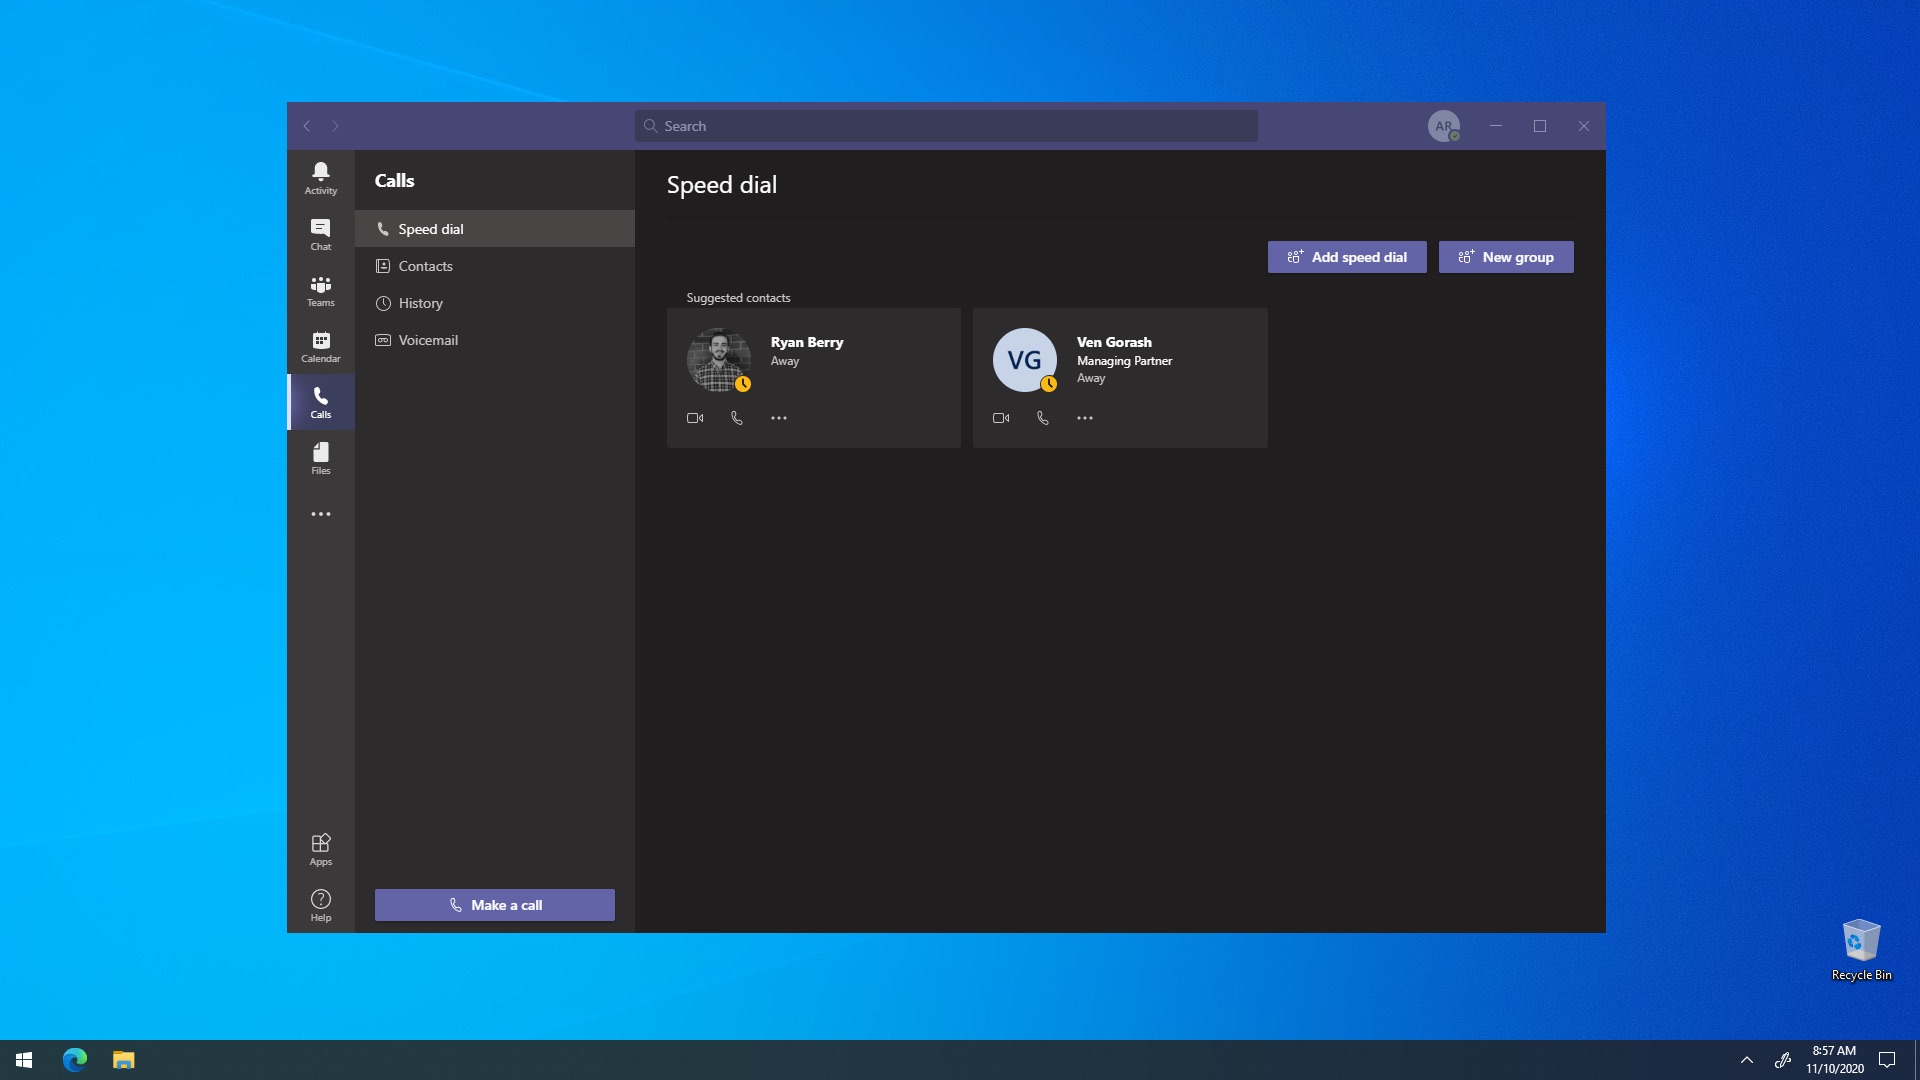 Search
AR
Activity
Chat
Teams
Calendar
Calls
Files
Apps
Help
Calls
Speed dial
Contacts
History
Voicemail
Make a call
Speed dial
Add speed dial
New group
Suggested contacts
Ryan Berry
Away
VG
Ven Gorash
Managing Partner
Away
Recycle Bin
8:57 AM
11/10/2020